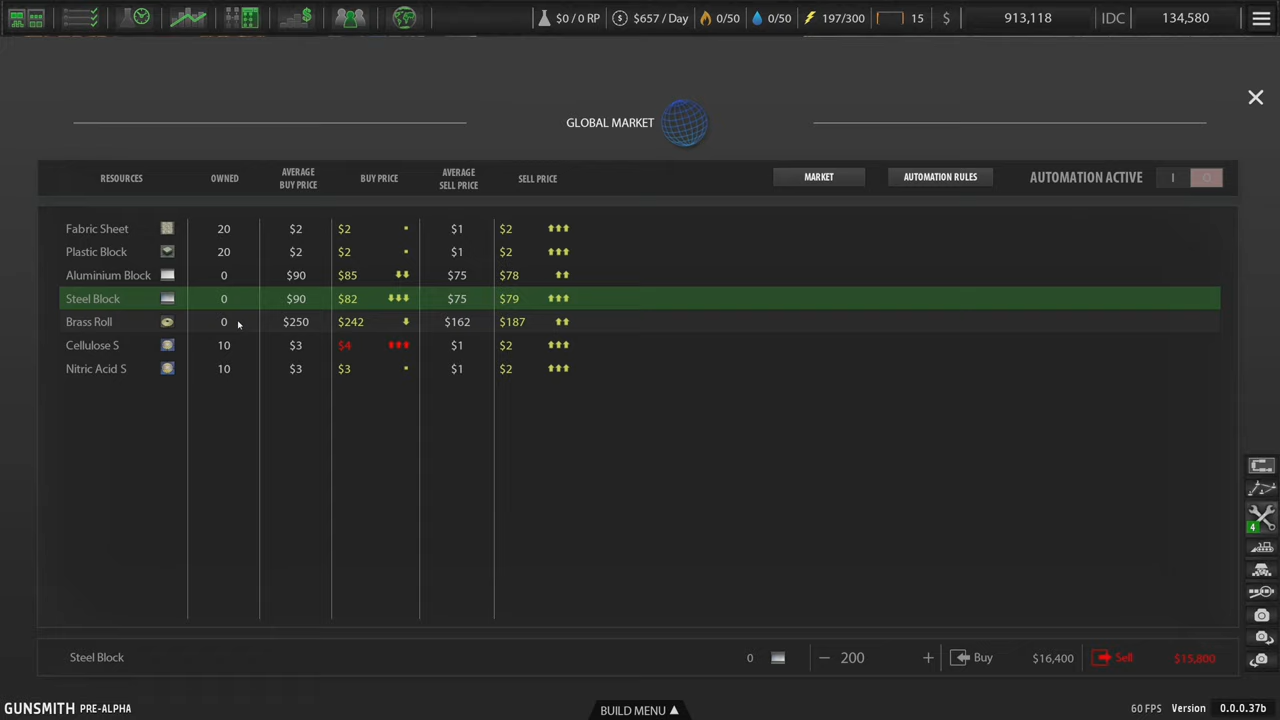 $0 / 0 RP $657 / Day 0/50 0/50 197/300 15 $ 913,118 IDC 134,580
GLOBAL MARKET
RESOURCES OWNED AVERAGE BUY PRICE BUY PRICE AVERAGE SELL PRICE SELL PRICE MARKET AUTOMATION RULES AUTOMATION ACTIVE I O
Fabric Sheet 20 $2 $2 $1 $2
Plastic Block 20 $2 $2 $1 $2
Aluminium Block 0 $90 $85 $75 $78
Steel Block 0 $90 $82 $75 $79
Brass Roll 0 $250 $242 $162 $187
Cellulose S 10 $3 $4 $1 $2
Nitric Acid S 10 $3 $3 $1 $2
4
Steel Block 0 − 200 + Buy $16,400 Sell $15,800
GUNSMITH PRE-ALPHA BUILD MENU 60 FPS Version 0.0.0.37b